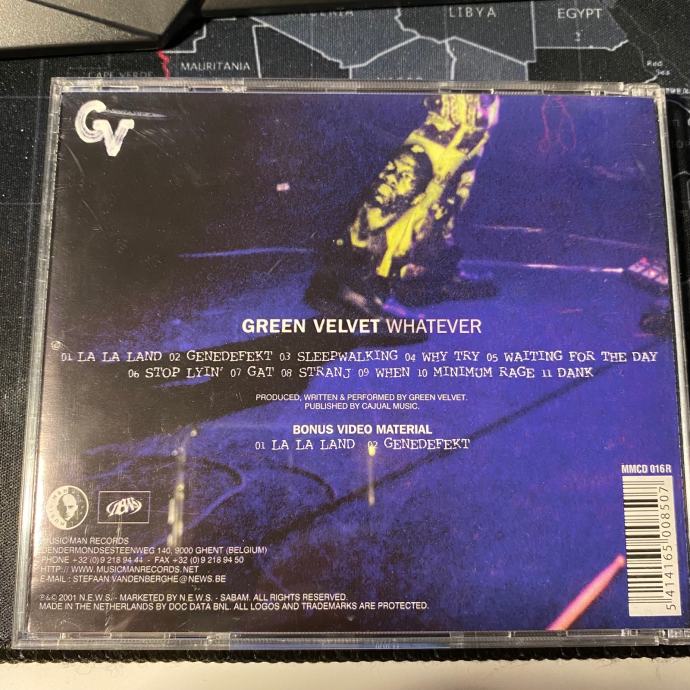 LIBYA
EGYPT
MAURITANIA
CAPE VERDE
Red
GV
GREEN VELVET WHATEVER
01 LA LA LAND 02 GENEDEFEKT 03 SLEEPWALKING 04 WHY TRY 05 WAITING FOR THE DAY
06 STOP LYIN' 07 GAT 08 STRANJ 09 WHEN 10 MINIMUM RAGE 11 DANK
PRODUCED, WRITTEN & PERFORMED BY GREEN VELVET.
PUBLISHED BY CAJUAL MUSIC.
BONUS VIDEO MATERIAL
01 LA LA LAND 02 GENEDEFEKT
MMCD 016R
5 414165 008507
NEWS
MUSIC MAN RECORDS
DENDERMONDSESTEENWEG 140, 9000 GHENT (BELGIUM)
PHONE +32 (0) 9 218 94 44 - FAX +32 (0) 9 218 94 50
HTTP:// WWW.MUSICMANRECORDS.NET
E-MAIL : STEFAAN.VANDENBERGHE@NEWS.BE
℗&© 2001 N.E.W.S. - MARKETED BY N.E.W.S. - SABAM. ALL RIGHTS RESERVED.
MADE IN THE NETHERLANDS BY DOC DATA BNL. ALL LOGOS AND TRADEMARKS ARE PROTECTED.